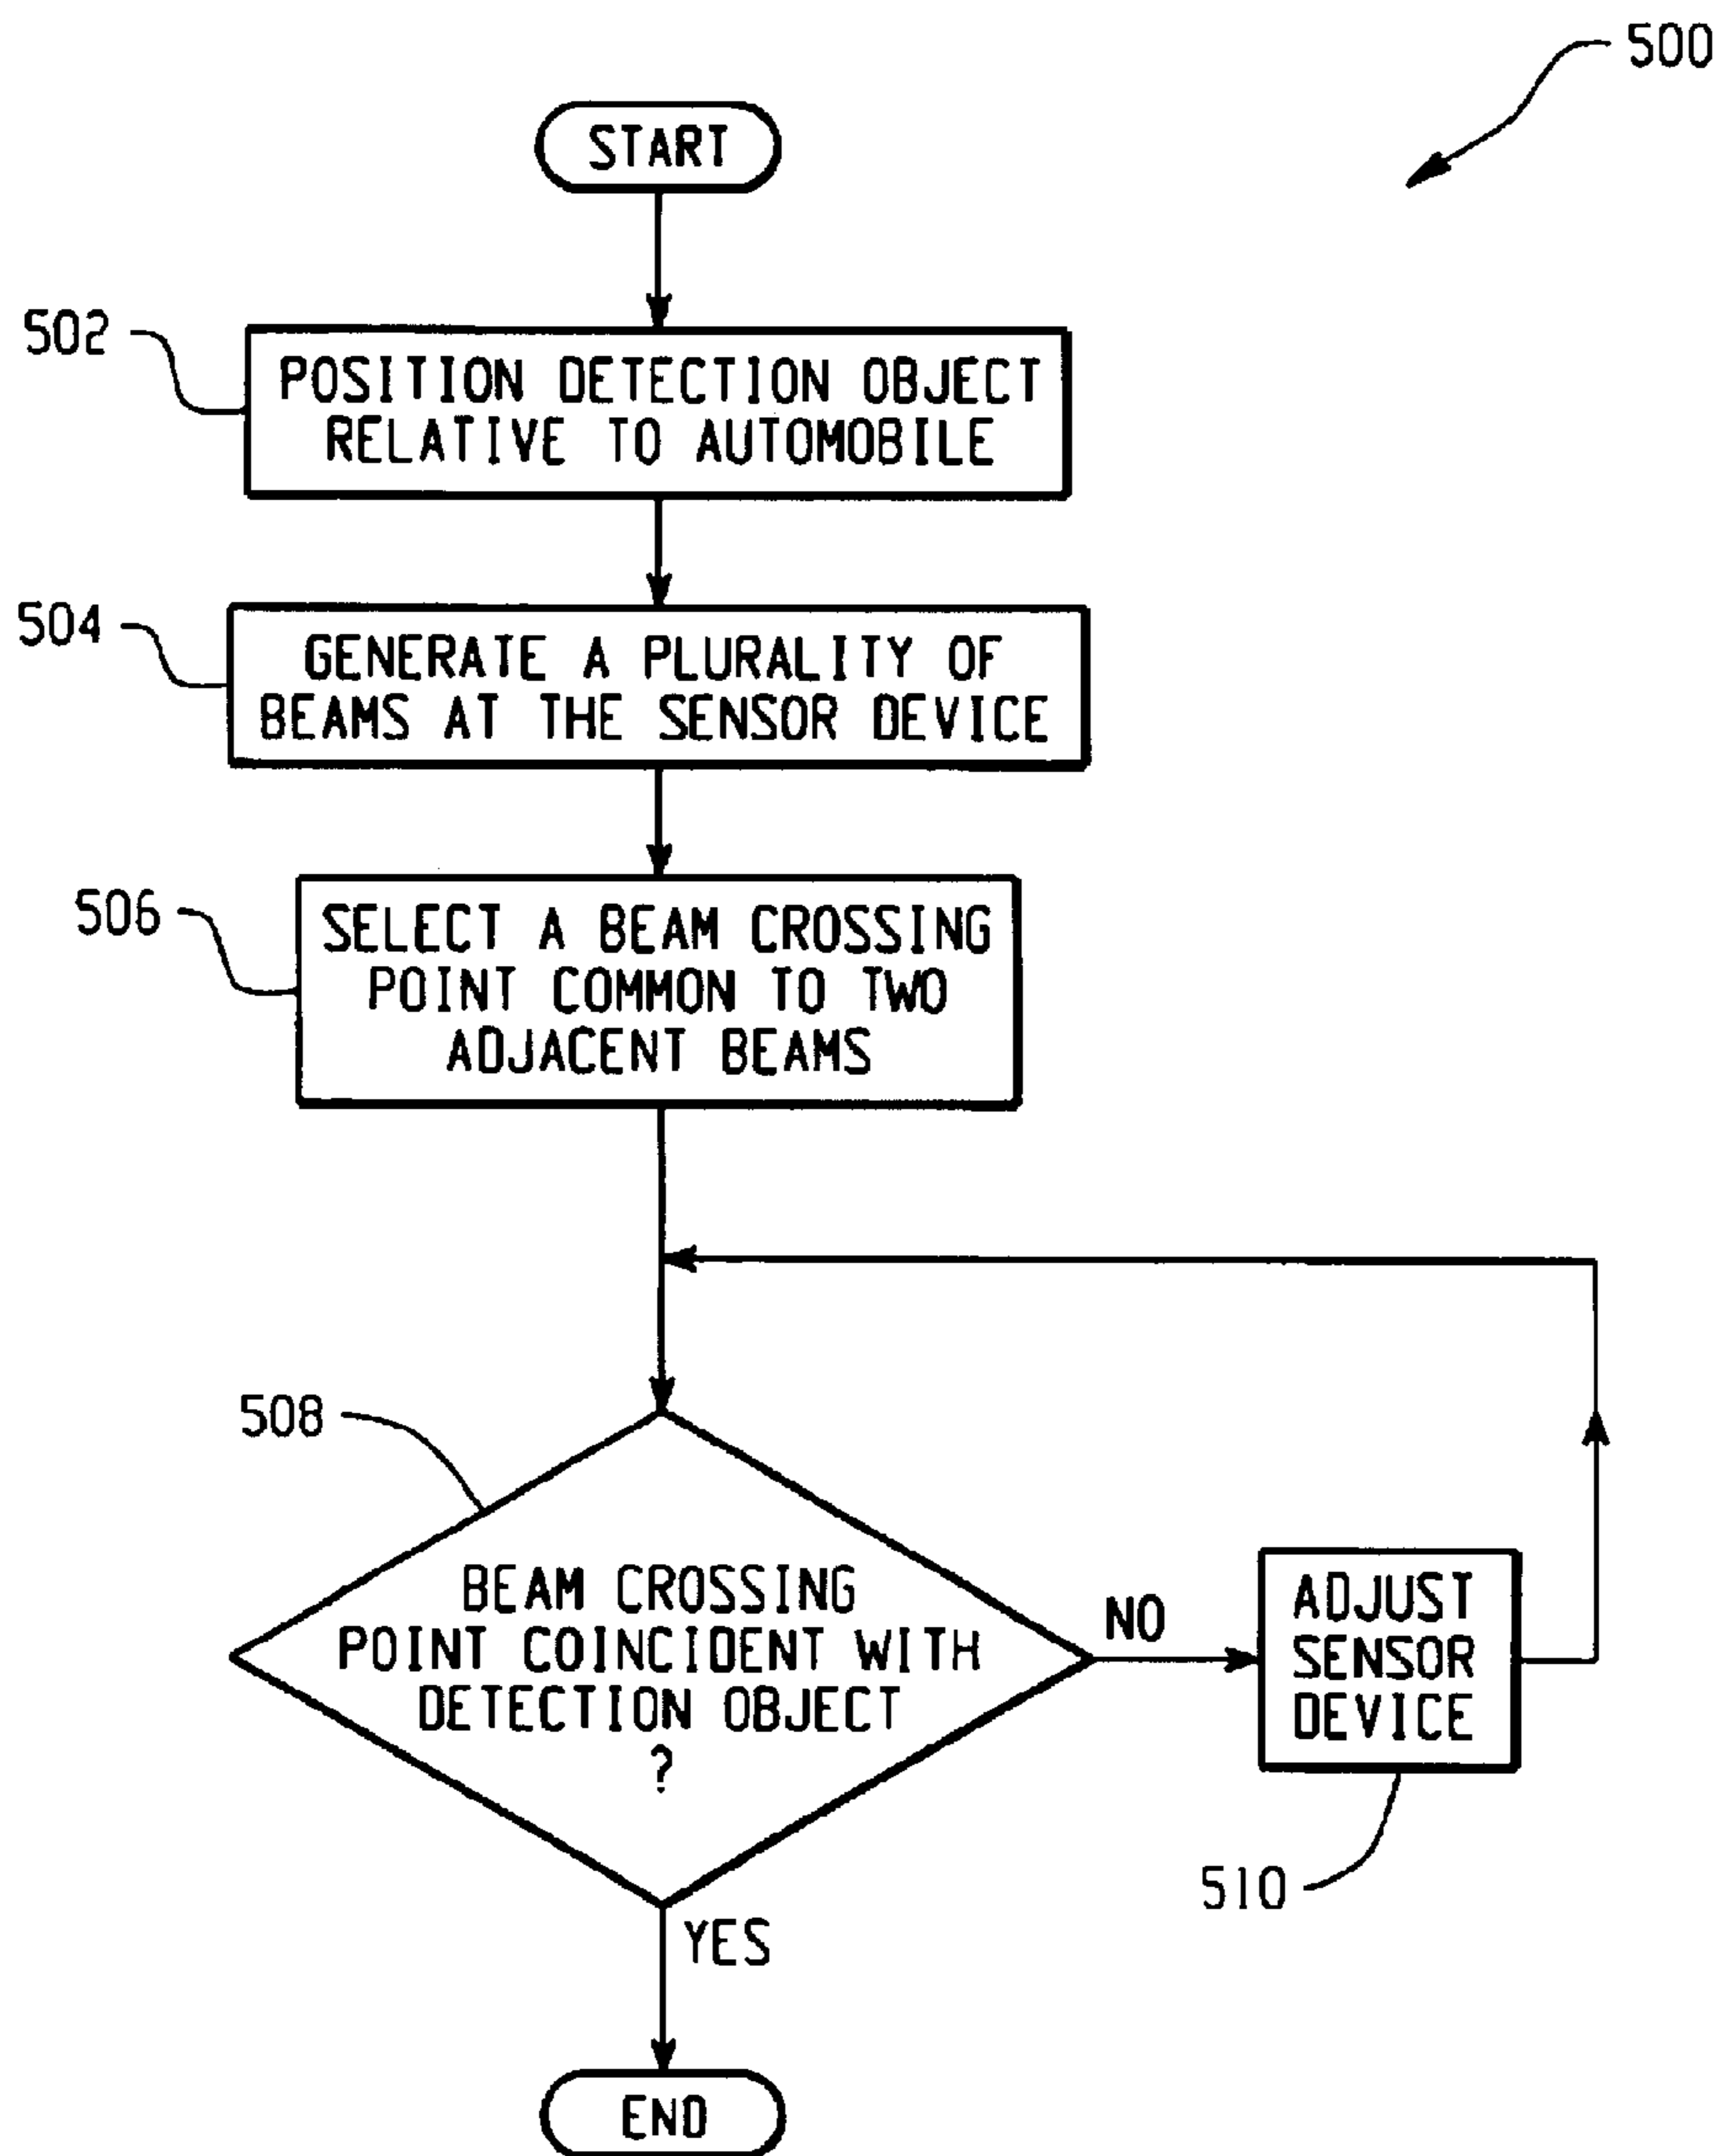 500
START
502
POSITION DETECTION OBJECT
RELATIVE TO AUTOMOBILE
504
GENERATE A PLURALITY OF
BEAMS AT THE SENSOR DEVICE
506
SELECT A BEAM CROSSING
POINT COMMON TO TWO
ADJACENT BEAMS
508
BEAM CROSSING
POINT COINCIDENT WITH
DETECTION OBJECT
?
NO
ADJUST
SENSOR
DEVICE
510
YES
END